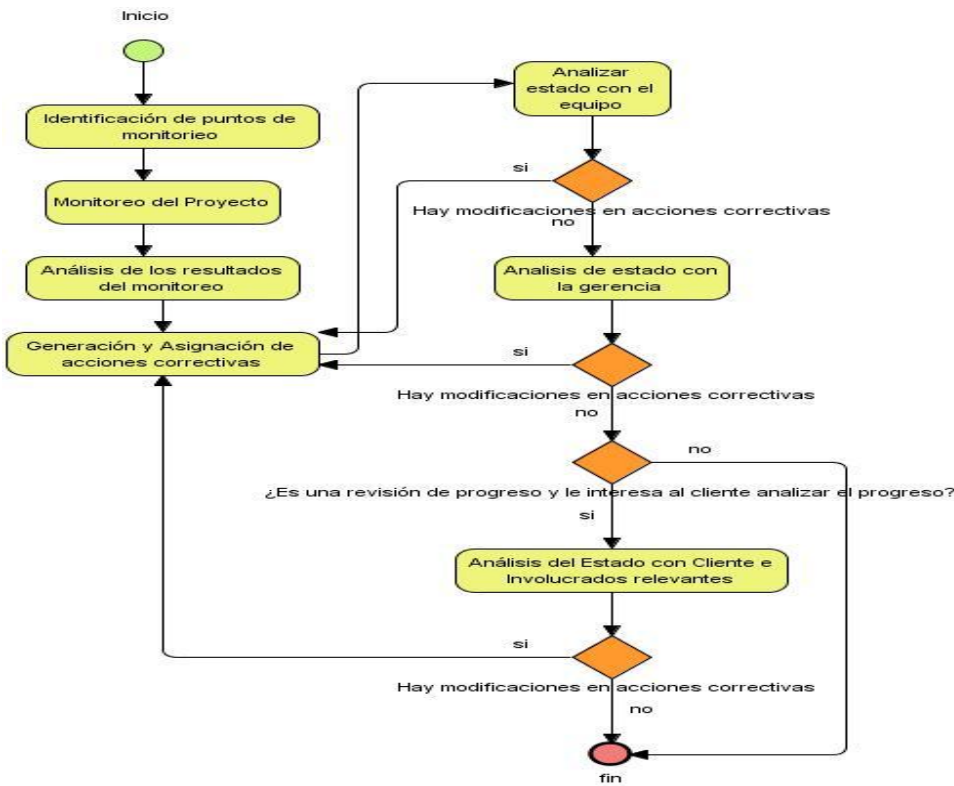 Inicio
Identificación de puntos de
monitorieo
Monitoreo del Proyecto
Análisis de los resultados
del monitoreo
Generación y Asignación de
acciones correctivas
Analizar
estado con el
equipo
si
Hay modificaciones en acciones correctivas
no
Analisis de estado con
la gerencia
si
Hay modificaciones en acciones correctivas
no
no
¿Es una revisión de progreso y le interesa al cliente analizar el progreso?
si
Análisis del Estado con Cliente e
Involucrados relevantes
si
Hay modificaciones en acciones correctivas
no
fin